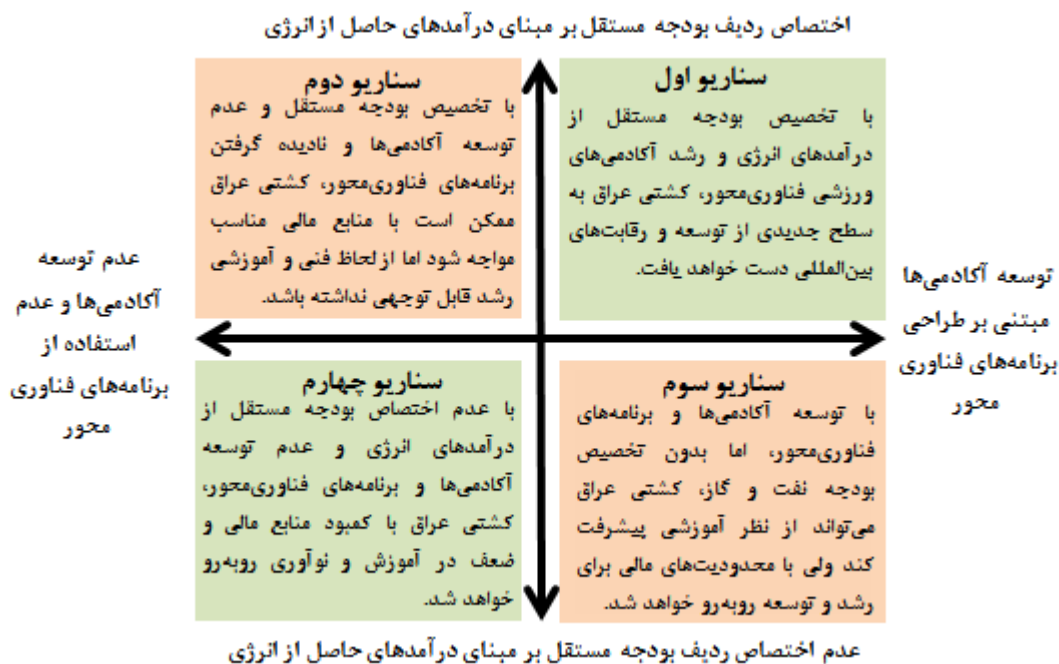 اختصاص ردیف بودجه مستقل بر مبنای درآمدهای حاصل از انرژی
سناریو اول
با تخصیص بودجه مستقل از
درآمدهای انرژی و رشد آکادمی‌های
ورزشی فناوری‌محور، کشتی عراق به
سطح جدیدی از توسعه و رقابت‌های
بین‌المللی دست خواهد یافت.
سناریو دوم
با تخصیص بودجه مستقل و عدم
توسعه آکادمی‌ها و نادیده گرفتن
برنامه‌های فناوری‌محور، کشتی عراق
ممکن است با منابع مالی مناسب
مواجه شود اما از لحاظ فنی و آموزشی
رشد قابل توجهی نداشته باشد.
توسعه آکادمی‌ها
مبتنی بر طراحی
برنامه‌های فناوری
محور
عدم توسعه
آکادمی‌ها و عدم
استفاده از
برنامه‌های فناوری
محور
سناریو سوم
با توسعه آکادمی‌ها و برنامه‌های
فناوری‌محور، اما بدون تخصیص
بودجه نفت و گاز، کشتی عراق
می‌تواند از نظر آموزشی پیشرفت
کند ولی با محدودیت‌های مالی برای
رشد و توسعه روبه‌رو خواهد شد.
سناریو چهارم
با عدم اختصاص بودجه مستقل از
درآمدهای انرژی و عدم توسعه
آکادمی‌ها و برنامه‌های فناوری‌محور،
کشتی عراق با کمبود منابع مالی و
ضعف در آموزش و نوآوری روبه‌رو
خواهد شد.
عدم اختصاص ردیف بودجه مستقل بر مبنای درآمدهای حاصل از انرژی